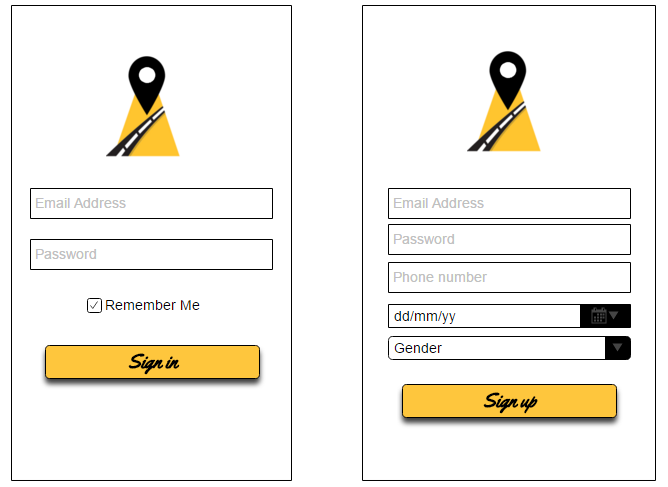 Email Address
Password
Remember Me
Sign in
Email Address
Password
Phone number
dd/mm/yy
Gender
Sign up